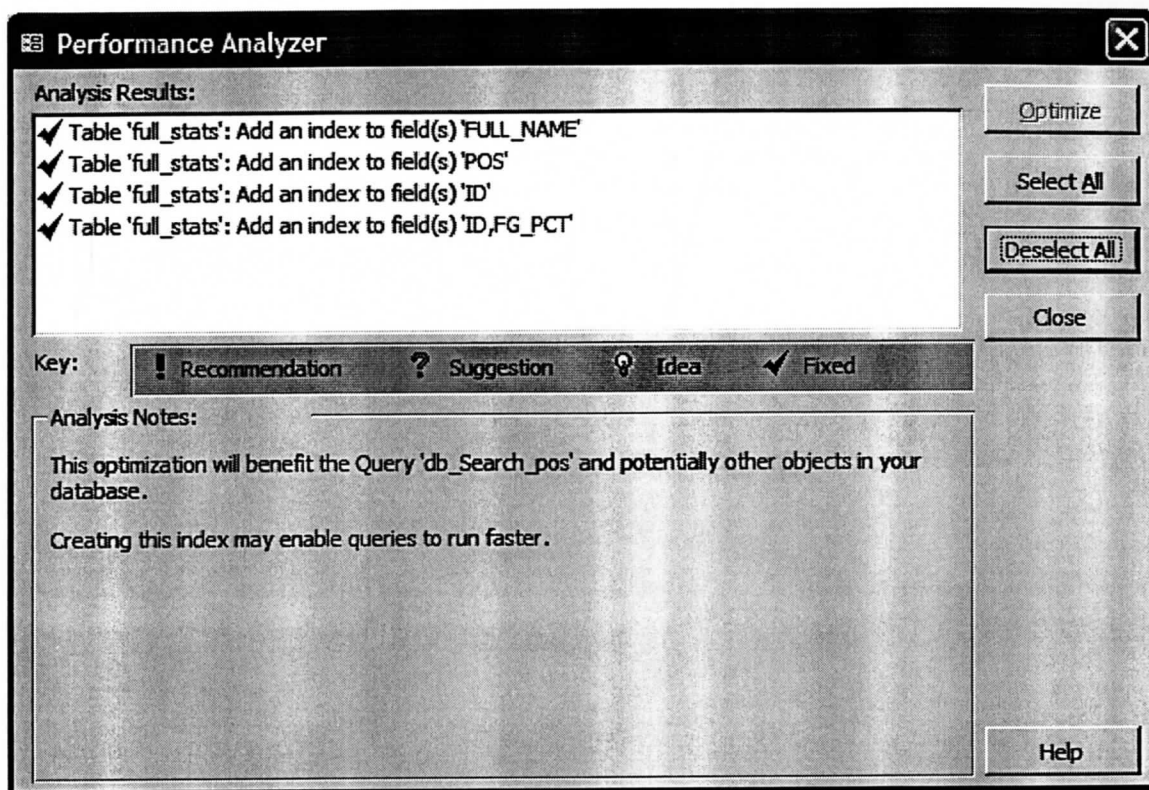 Performance Analyzer
Analysis Results:
Table 'full_stats': Add an index to field(s) 'FULL_NAME'
Table 'full_stats': Add an index to field(s) 'POS'
Table 'full_stats': Add an index to field(s) 'ID'
Table 'full_stats': Add an index to field(s) 'ID,FG_PCT'
Optimize
Select All
Deselect All
Close
Key:
! Recommendation ? Suggestion Idea Fixed
Analysis Notes:
This optimization will benefit the Query 'db_Search_pos' and potentially other objects in your
database.
Creating this index may enable queries to run faster.
Help